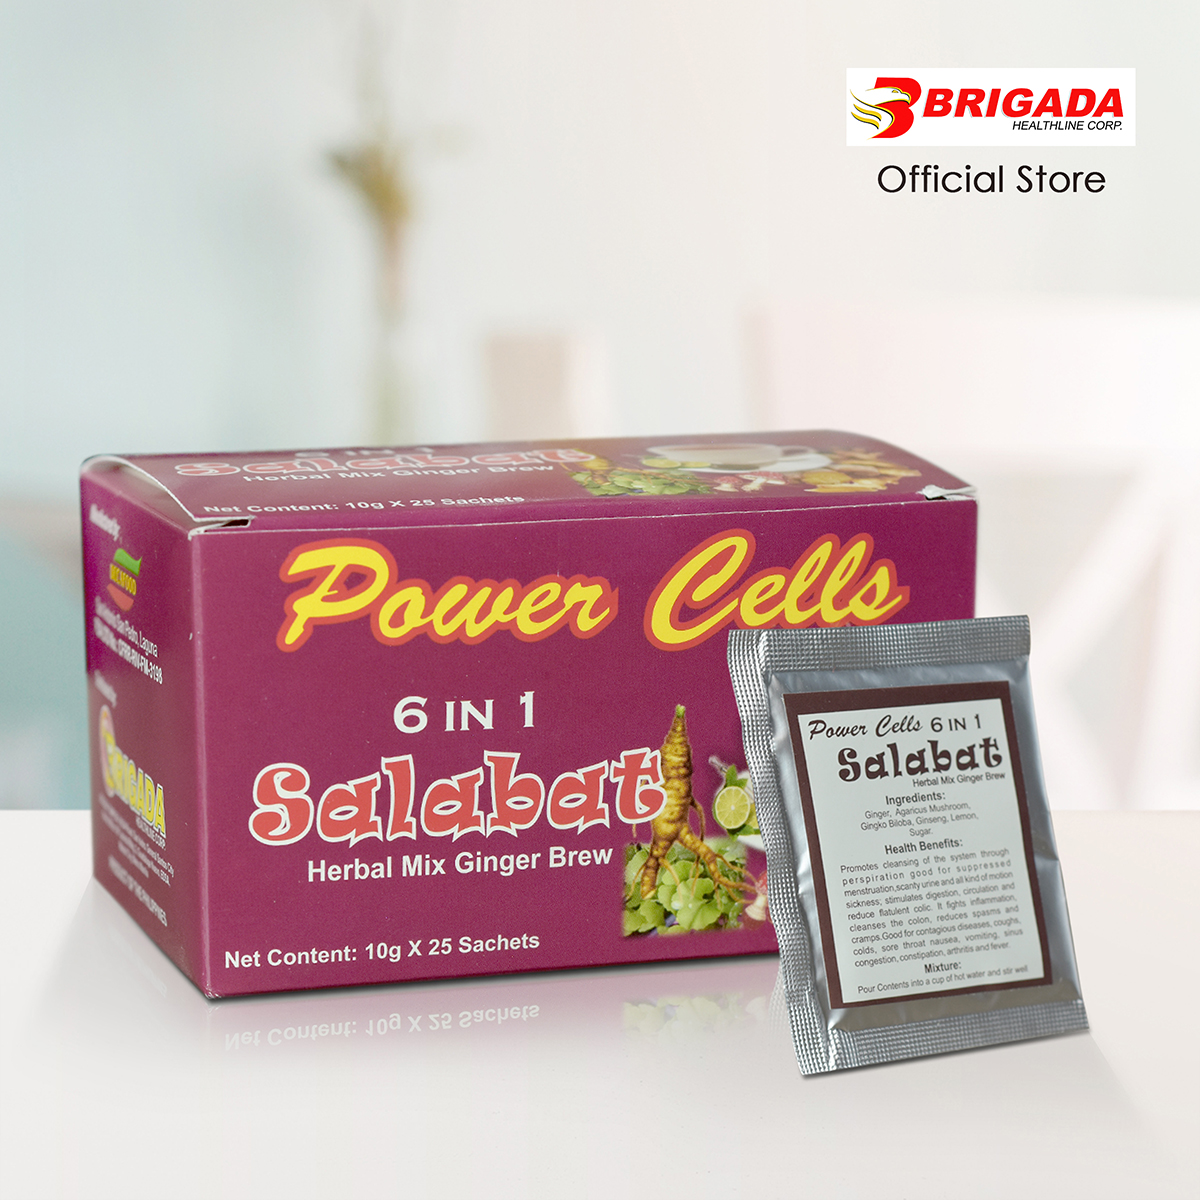 BRIGADA
HEALTHLINE CORP.
Official Store
6 IN 1
Salabat
Herbal Mix Ginger Brew
Net Content: 10g X 25 Sachets
Power Cells
6 IN 1
Salabat
Herbal Mix Ginger Brew
Net Content: 10g X 25 Sachets
San Pedro, Laguna
BRIGADA
Power Cells 6 IN 1
Salabat
Herbal Mix Ginger Brew
Ingredients:
Ginger, Agaricus Mushroom,
Gingko Biloba, Ginseng, Lemon,
Sugar.
Health Benefits:
Promotes cleansing of the system through
perspiration good for suppressed
menstruation,scanty urine and all kind of motion
sickness; stimulates digestion, circulation and
reduce flatulent colic. It fights inflammation,
cleanses the colon, reduces spasms and
cramps.Good for contagious diseases, coughs,
colds, sore throat nausea, vomiting, sinus
congestion, constipation, arthritis and fever.
Mixture:
Pour Contents into a cup of hot water and stir well